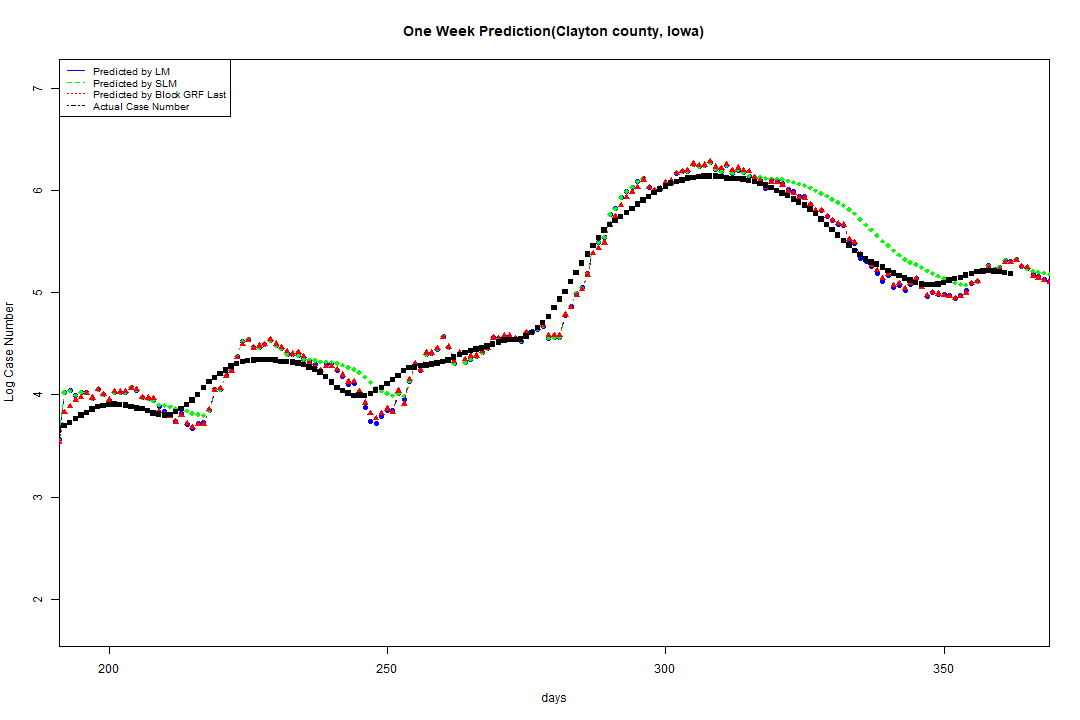 One Week Prediction(Clayton county, Iowa)
Predicted by LM
Predicted by SLM
Predicted by Block GRF Last
Actual Case Number
7
6
5
4
3
2
Log Case Number
200 250 300 350
days